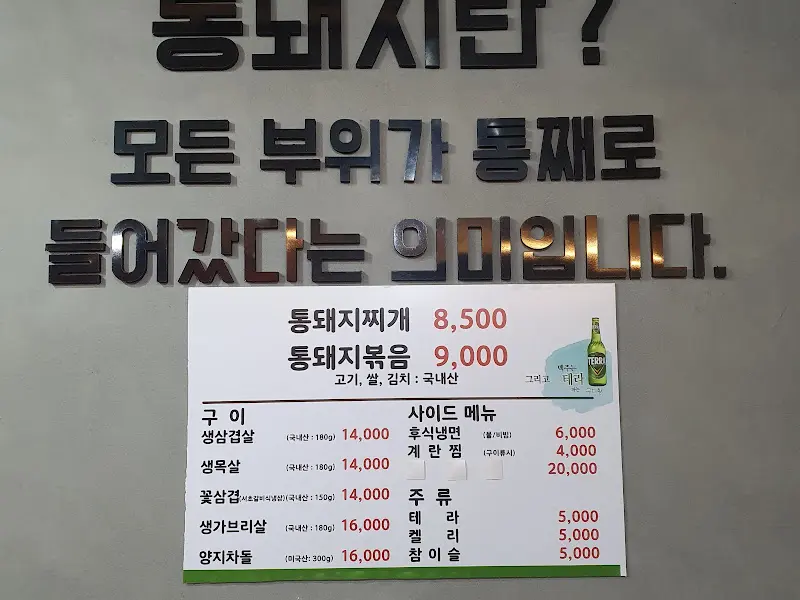 통돼지란?
모든 부위가 통째로
들어갔다는 의미입니다.
통돼지찌개 8,500
통돼지볶음 9,000
고기, 쌀, 김치 : 국내산
그리고 테라
TERRA
구 이
생삼겹살 (국내산 : 180g) 14,000
생목살 (국내산 : 180g) 14,000
꽃삼겹 (국내산 : 150g) 14,000
생가브리살 (국내산 : 180g) 16,000
양지차돌 (미국산: 300g) 16,000
사이드 메뉴
후식냉면 (물/비빔) 6,000
계 란 찜 (구이류시) 4,000
20,000
주 류
테 라 5,000
켈 리 5,000
참 이 슬 5,000